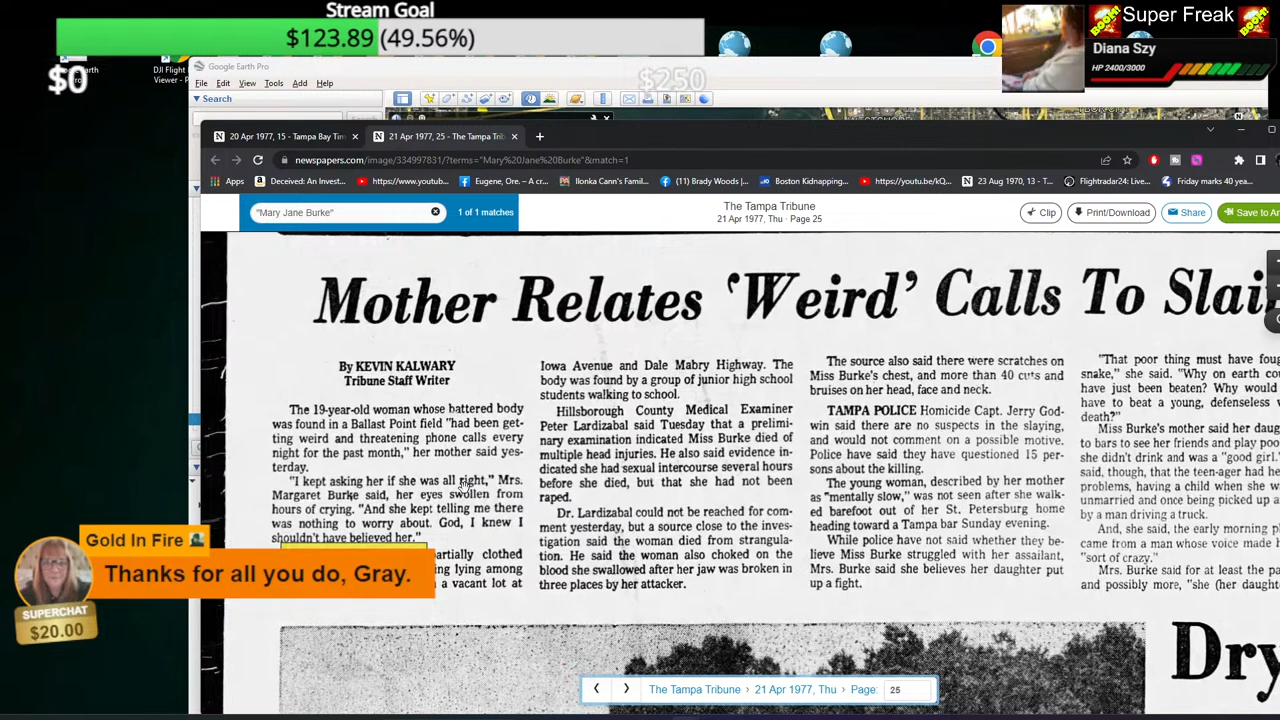 Stream Goal
$123.89 (49.56%)
$0
$250
Super Freak
Diana Szy
HP 2400/3000
Google Earth
DJI Flight
Viewer - P
Google Earth Pro
File Edit View Tools Add Help
Search
20 Apr 1977, 15 - Tampa Bay Tim
21 Apr 1977, 25 - The Tampa Trib
newspapers.com/image/334997831/?terms="Mary%20Jane%20Burke"&match=1
Apps
Deceived: An Invest...
https://www.youtub...
Eugene, Ore. – A cr...
Ilonka Cann's Famil...
(11) Brady Woods |...
Boston Kidnapping...
https://youtu.be/kQ...
23 Aug 1970, 13 - T...
Flightradar24: Live...
Friday marks 40 yea...
"Mary Jane Burke"
1 of 1 matches
The Tampa Tribune
21 Apr 1977, Thu · Page 25
Clip
Print/Download
Share
Save to An
Mother Relates 'Weird' Calls To Slai
By KEVIN KALWARY
Tribune Staff Writer
The 19-year-old woman whose battered body
was found in a Ballast Point field "had been get-
ting weird and threatening phone calls every
night for the past month," her mother said yes-
terday.
"I kept asking her if she was all right," Mrs.
Margaret Burke said, her eyes swollen from
hours of crying. "And she kept telling me there
was nothing to worry about. God, I knew I
shouldn't have believed her."
partially clothed
ing lying among
a vacant lot at
Iowa Avenue and Dale Mabry Highway. The
body was found by a group of junior high school
students walking to school.
Hillsborough County Medical Examiner
Peter Lardizabal said Tuesday that a prelimi-
nary examination indicated Miss Burke died of
multiple head injuries. He also said evidence in-
dicated she had sexual intercourse several hours
before she died, but that she had not been
raped.
Dr. Lardizabal could not be reached for com-
ment yesterday, but a source close to the inves-
tigation said the woman died from strangula-
tion. He said the woman also choked on the
blood she swallowed after her jaw was broken in
three places by her attacker.
The source also said there were scratches on
Miss Burke's chest, and more than 40 cuts and
bruises on her head, face and neck.
TAMPA POLICE Homicide Capt. Jerry God-
win said there are no suspects in the slaying,
and would not comment on a possible motive.
Police have said they have questioned 15 per-
sons about the killing.
The young woman, described by her mother
as "mentally slow," was not seen after she walk-
ed barefoot out of her St. Petersburg home
heading toward a Tampa bar Sunday evening.
While police have not said whether they be-
lieve Miss Burke struggled with her assailant,
Mrs. Burke said she believes her daughter put
up a fight.
"That poor thing must have foug
snake," she said. "Why on earth cou
have just been beaten? Why would
have to beat a young, defenseless w
death?"
Miss Burke's mother said her daug
to bars to see her friends and play poo
she didn't drink and was a "good girl."
said, though, that the teen-ager had he
problems, having a child when she wa
unmarried and once being picked up a
by a man driving a truck.
And, she said, the early morning p
came from a man whose voice made h
"sort of crazy."
Mrs. Burke said for at least the pa
and possibly more, "she (her daught
Dry
The Tampa Tribune › 21 Apr 1977, Thu › Page: 25
Gold In Fire
Thanks for all you do, Gray.
SUPERCHAT
$20.00